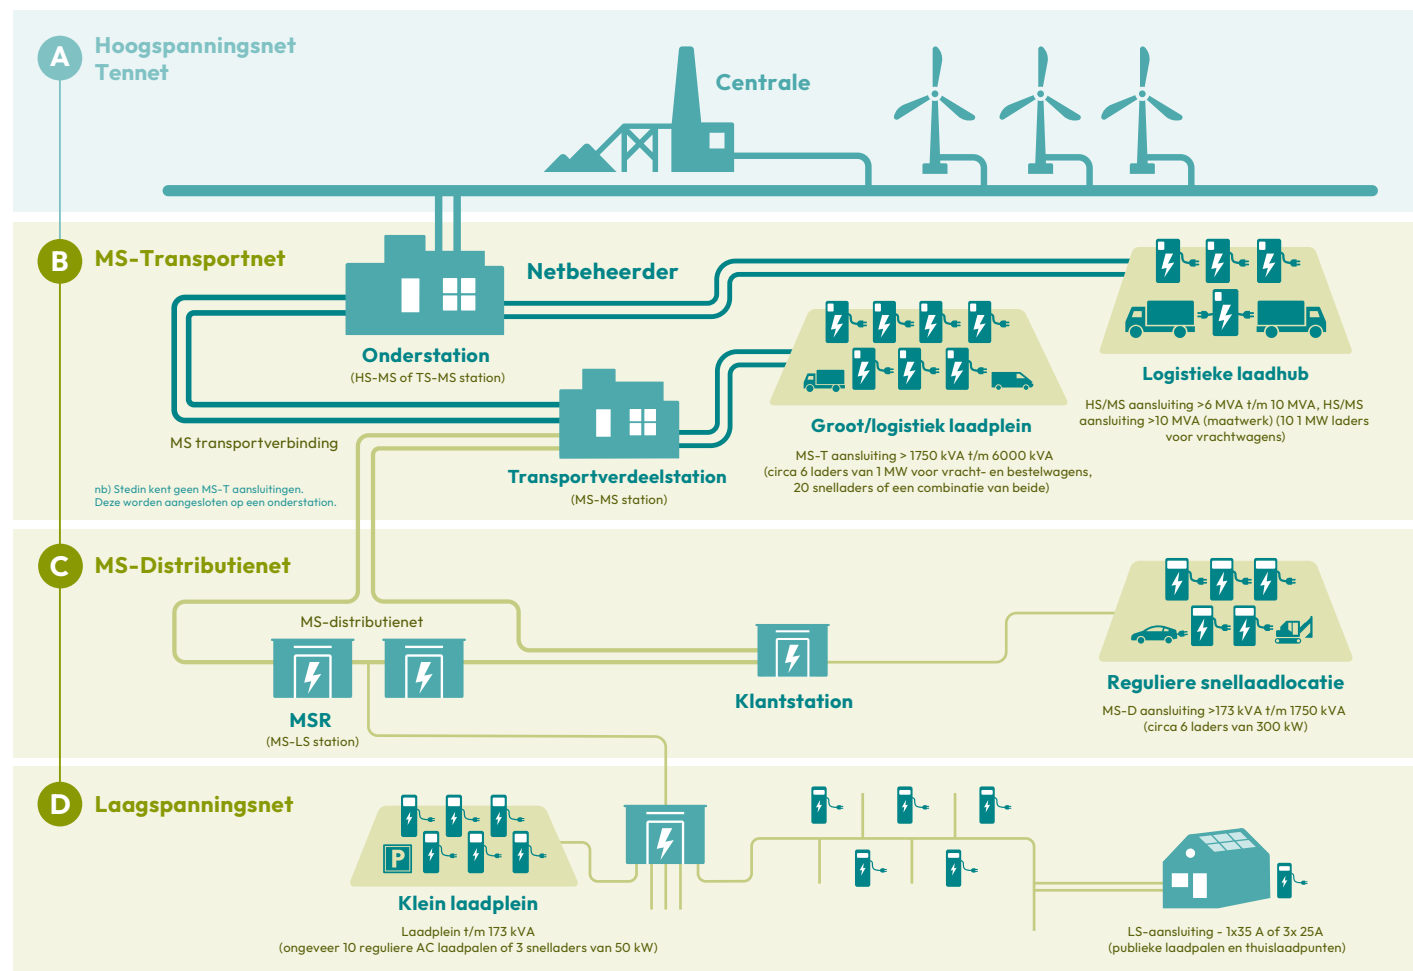 A
Hoogspanningsnet
Tennet
Centrale
B
MS-Transportnet
Netbeheerder
Onderstation
(HS-MS of TS-MS station)
Logistieke laadhub
HS/MS aansluiting >6 MVA t/m 10 MVA, HS/MS
aansluiting >10 MVA (maatwerk) (10 1 MW laders
voor vrachtwagens)
Groot/logistiek laadplein
MS-T aansluiting > 1750 kVA t/m 6000 kVA
(circa 6 laders van 1 MW voor vracht- en bestelwagens,
20 snelladers of een combinatie van beide)
MS transportverbinding
Transportverdeelstation
(MS-MS station)
nb) Stedin kent geen MS-T aansluitingen.
Deze worden aangesloten op een onderstation.
C
MS-Distributienet
MS-distributienet
MSR
(MS-LS station)
Klantstation
Reguliere snellaadlocatie
MS-D aansluiting >173 kVA t/m 1750 kVA
(circa 6 laders van 300 kW)
D
Laagspanningsnet
P
Klein laadplein
Laadplein t/m 173 kVA
(ongeveer 10 reguliere AC laadpalen of 3 snelladers van 50 kW)
LS-aansluiting - 1x35 A of 3x 25A
(publieke laadpalen en thuislaadpunten)